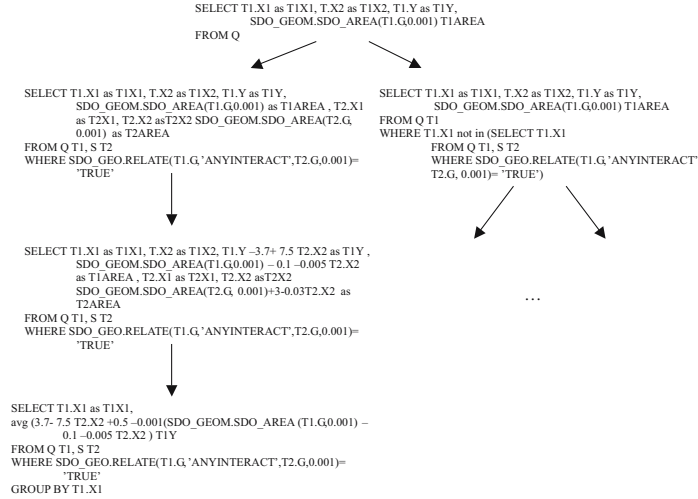 SELECT T1.X1 as T1X1, T.X2 as T1X2, T1.Y as T1Y,
SDO_GEOM.SDO_AREA(T1.G,0.001) T1AREA
FROM Q
SELECT T1.X1 as T1X1, T.X2 as T1X2, T1.Y as T1Y,
SDO_GEOM.SDO_AREA(T1.G,0.001) as T1AREA , T2.X1
as T2X1, T2.X2 asT2X2 SDO_GEOM.SDO_AREA(T2.G,
0.001) as T2AREA
FROM Q T1, S T2
WHERE SDO_GEO.RELATE(T1.G,'ANYINTERACT',T2.G,0.001)=
'TRUE'
SELECT T1.X1 as T1X1, T.X2 as T1X2, T1.Y as T1Y,
SDO_GEOM.SDO_AREA(T1.G,0.001) T1AREA
FROM Q T1
WHERE T1.X1 not in (SELECT T1.X1
FROM Q T1, S T2
WHERE SDO_GEO.RELATE(T1.G,'ANYINTERACT'
T2.G, 0.001)= 'TRUE')
SELECT T1.X1 as T1X1, T.X2 as T1X2, T1.Y –3.7+ 7.5 T2.X2 as T1Y ,
SDO_GEOM.SDO_AREA(T1.G,0.001) – 0.1 –0.005 T2.X2
as T1AREA , T2.X1 as T2X1, T2.X2 asT2X2
SDO_GEOM.SDO_AREA(T2.G, 0.001)+3-0.03T2.X2 as
T2AREA
FROM Q T1, S T2
WHERE SDO_GEO.RELATE(T1.G,'ANYINTERACT',T2.G,0.001)=
'TRUE'
...
SELECT T1.X1 as T1X1,
avg (3.7- 7.5 T2.X2 +0.5 –0.001(SDO_GEOM.SDO_AREA (T1.G,0.001) –
0.1 –0.005 T2.X2 ) T1Y
FROM Q T1, S T2
WHERE SDO_GEO.RELATE(T1.G,'ANYINTERACT',T2.G,0.001)=
'TRUE'
GROUP BY T1.X1